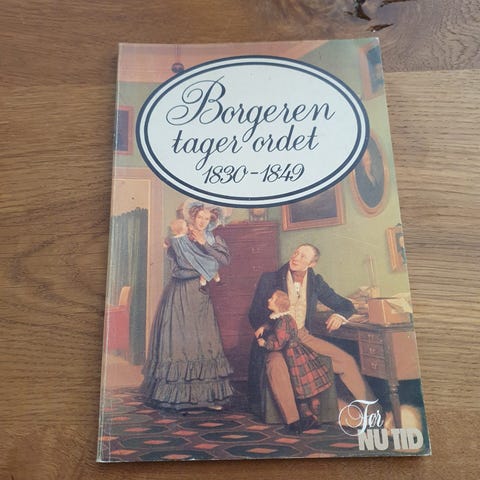 Borgeren
tager ordet
1830-1849
Før
NU TID